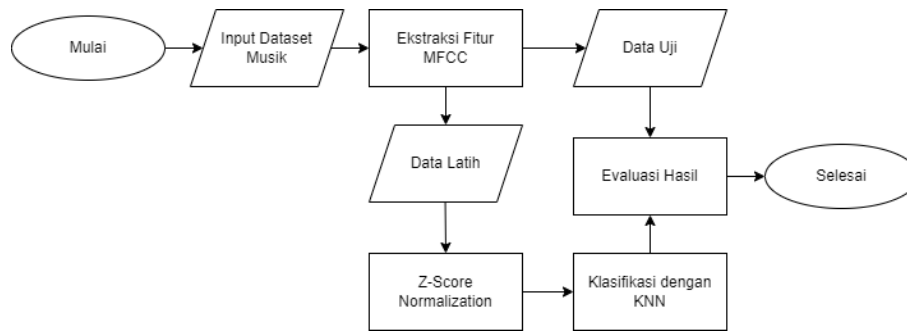 Mulai
Input Dataset
Musik
Ekstraksi Fitur
MFCC
Data Uji
Data Latih
Evaluasi Hasil
Selesai
Z-Score
Normalization
Klasifikasi dengan
KNN